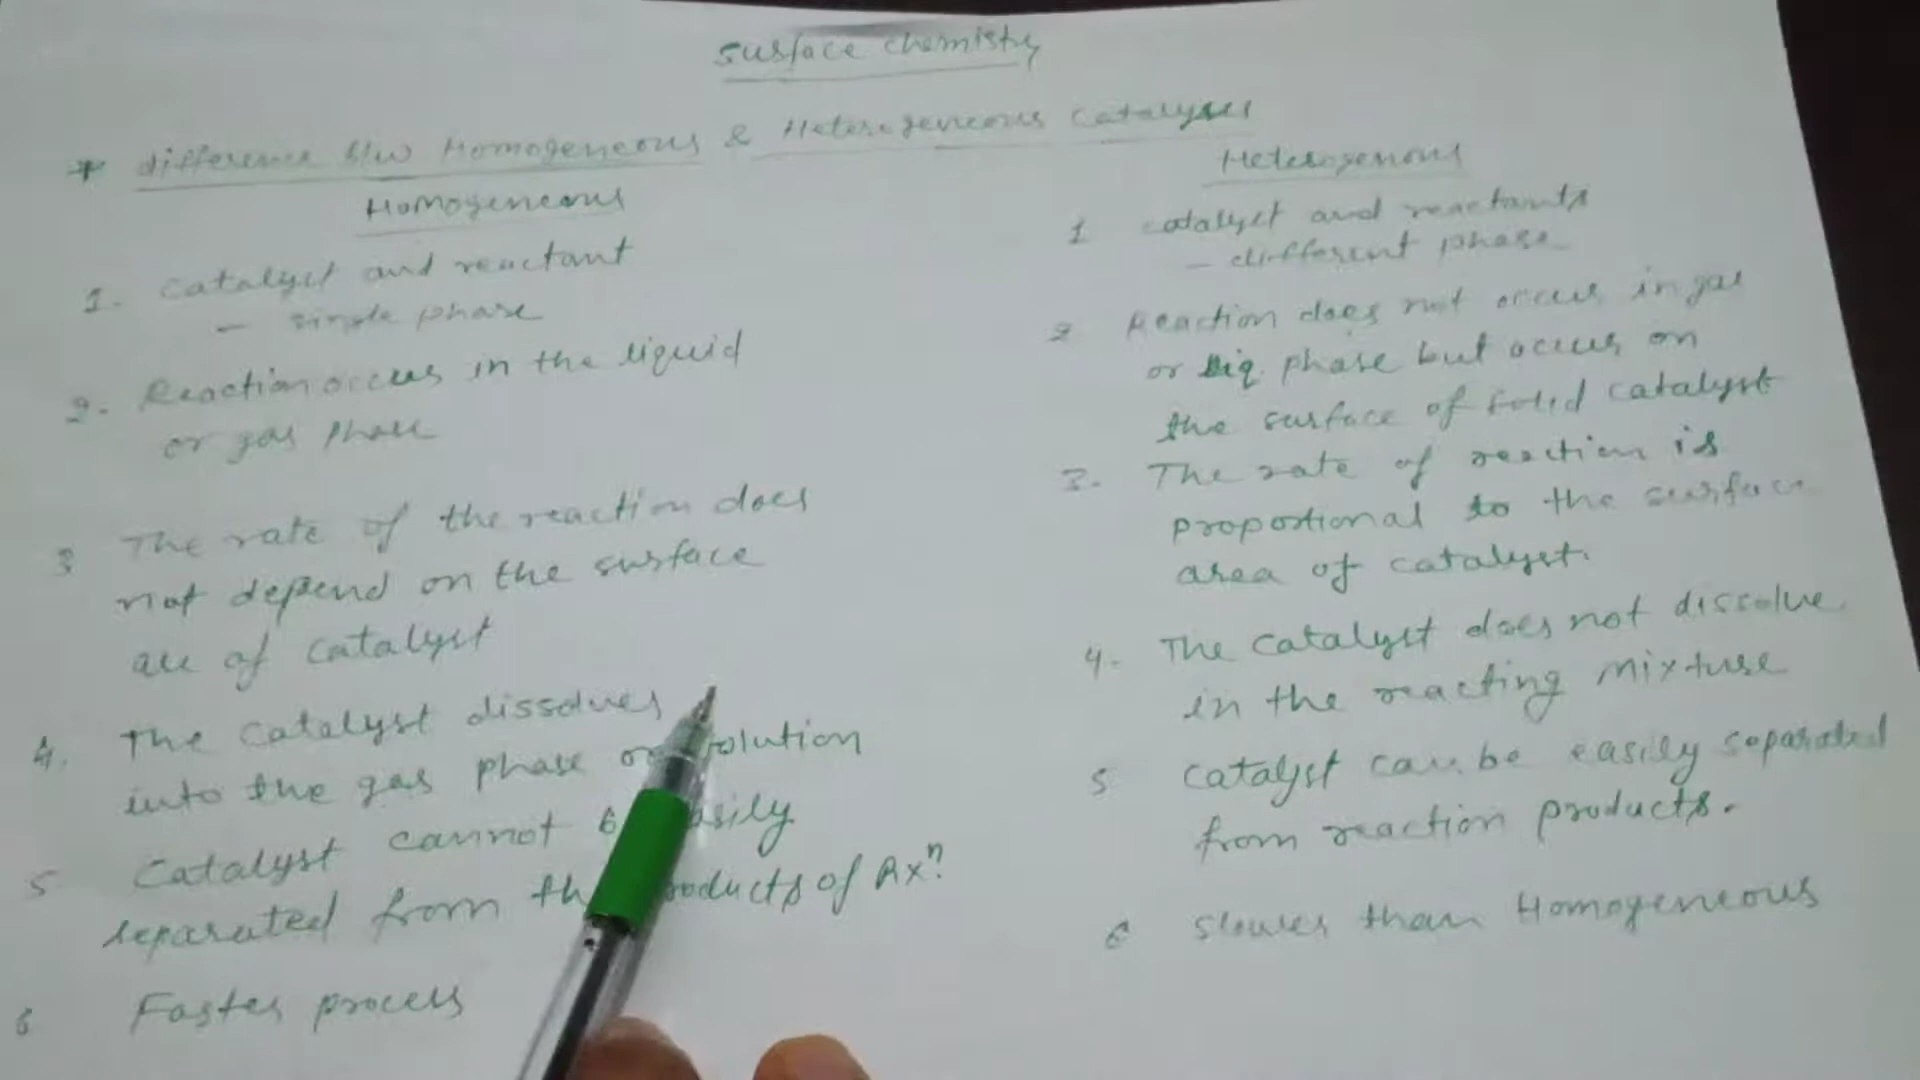 Surface chemistry
* difference b/w Homogeneous & Heterogeneous catalyses
Homogeneous
1. Catalyst and reactant
- single phase
2. Reaction occurs in the liquid
or gas phase
3 The rate of the reaction does
not depend on the surface
are of catalyst
4. The catalyst dissolves
into the gas phase or solution
5 Catalyst cannot be easily
separated from the products of Rxⁿ
6 Faster process
Heterogenous
1 catalyst and reactants
- different phase
2 Reaction does not occur in gas
or liq. phase but occurs on
the surface of solid catalyst
3. The rate of reaction is
proportional to the surface
area of catalyst.
4. The catalyst does not dissolve
in the reacting mixture
5 catalyst can be easily separated
from reaction products.
6 slower than Homogeneous